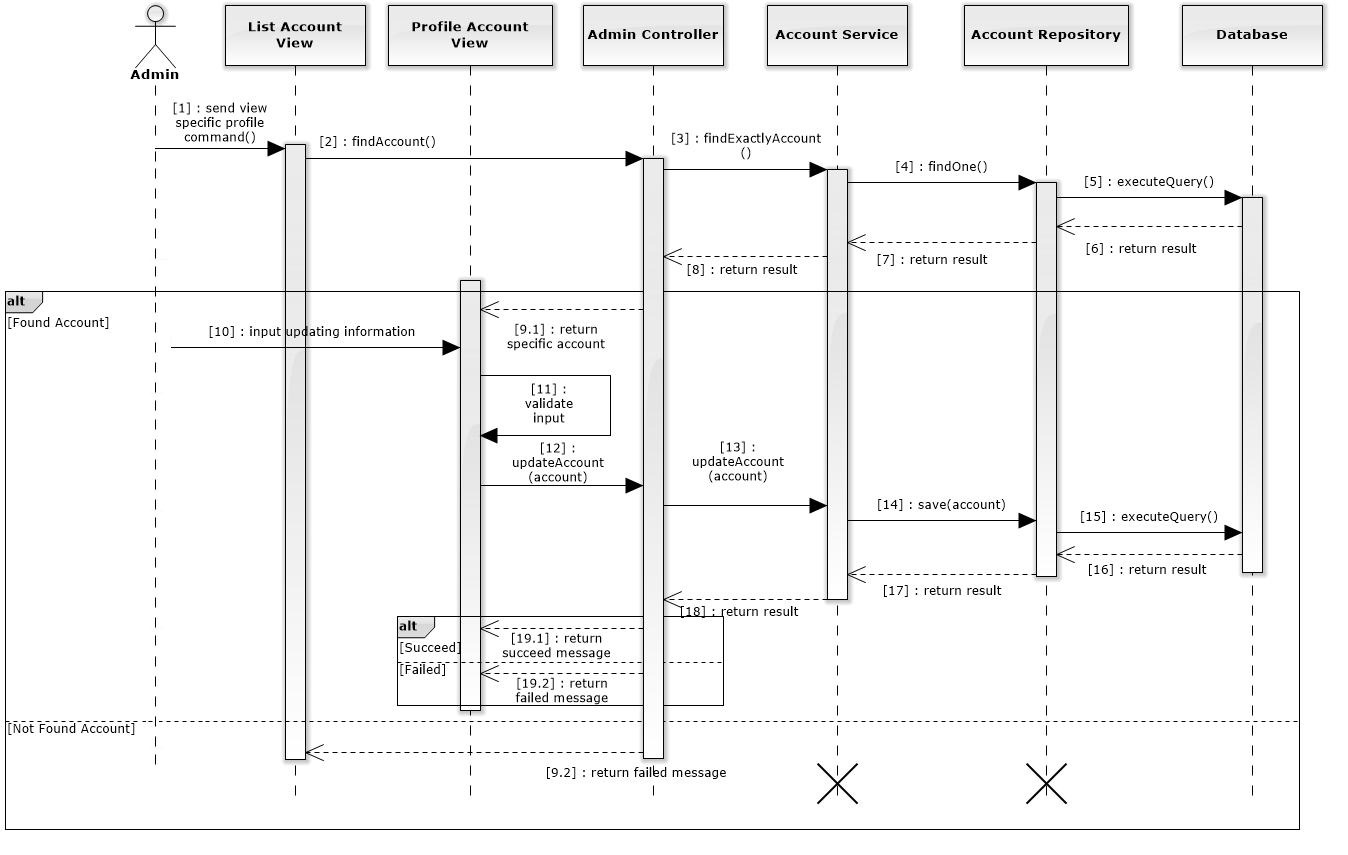 List Account
View
Profile Account
View
Admin Controller
Account Service
Account Repository
Database
Admin
[1] : send view
specific profile
command()
[2] : findAccount()
[3] : findExactlyAccount
()
[4] : findOne()
[5] : executeQuery()
[6] : return result
[7] : return result
[8] : return result
alt
[Found Account]
[9.1] : return
specific account
[10] : input updating information
[11] :
validate
input
[12] :
updateAccount
(account)
[13] :
updateAccount
(account)
[14] : save(account)
[15] : executeQuery()
[16] : return result
[17] : return result
[18] : return result
alt
[Succeed]
[19.1] : return
succeed message
[Failed]
[19.2] : return
failed message
[Not Found Account]
[9.2] : return failed message